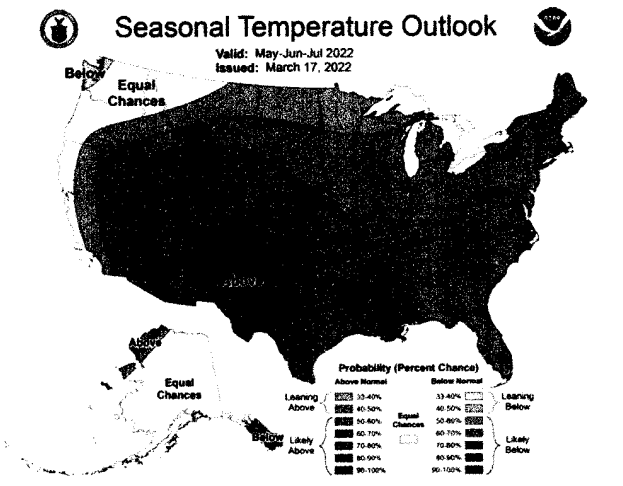 Seasonal Temperature Outlook
Valid: May-Jun-Jul 2022
Issued: March 17, 2022
Below
Equal
Chances
Above
Above
Equal
Chances
Below
Probability (Percent Chance)
Above Normal
Below Normal
Leaning
Above
33-40%
40-50%
Likely
Above
50-60%
60-70%
70-80%
80-90%
90-100%
Equal
Chances
33-40%
40-50%
Leaning
Below
50-60%
60-70%
70-80%
80-90%
90-100%
Likely
Below